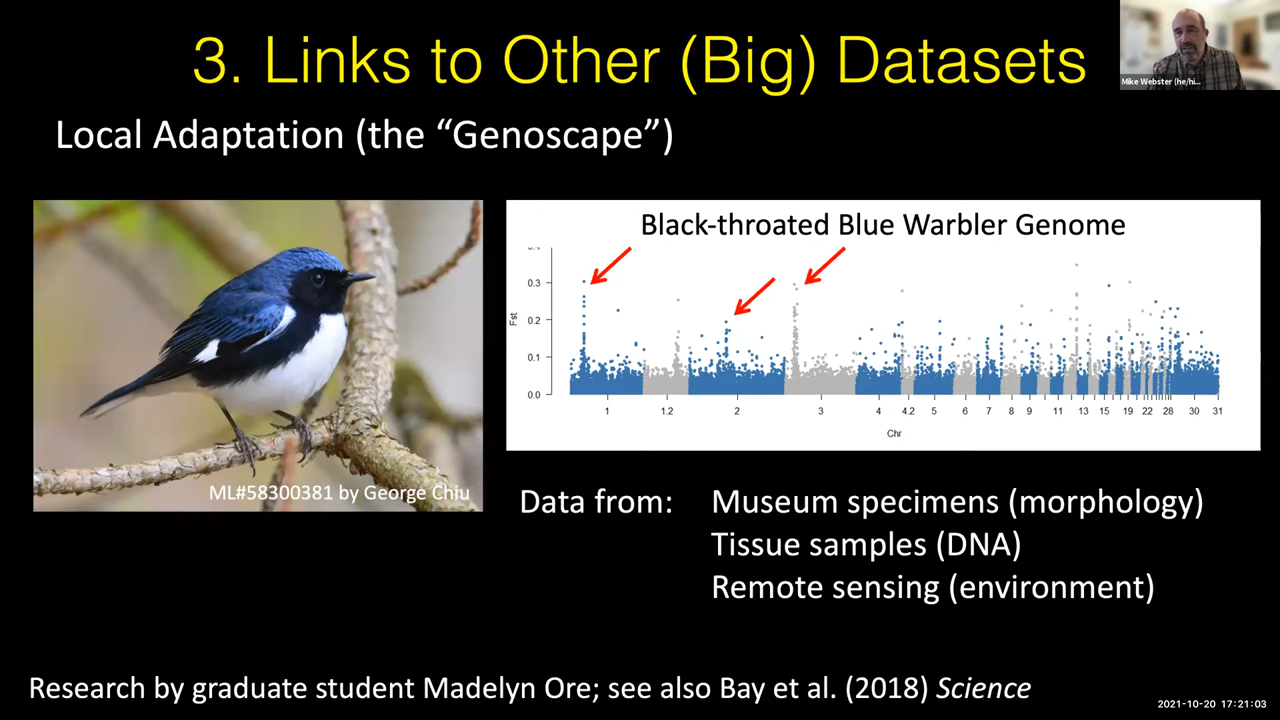 3. Links to Other (Big) Datasets
Mike Webster (he/hi...
Local Adaptation (the “Genoscape”)
Black-throated Blue Warbler Genome
0.4
0.3
0.2
0.1
0.0
Fst
1 1.2 2 3 4 4.2 5 6 7 8 9 11 13 15 19 22 28 30 31
Chr
ML#58300381 by George Chiu
Data from: Museum specimens (morphology)
Tissue samples (DNA)
Remote sensing (environment)
Research by graduate student Madelyn Ore; see also Bay et al. (2018) Science
2021-10-20 17:21:03